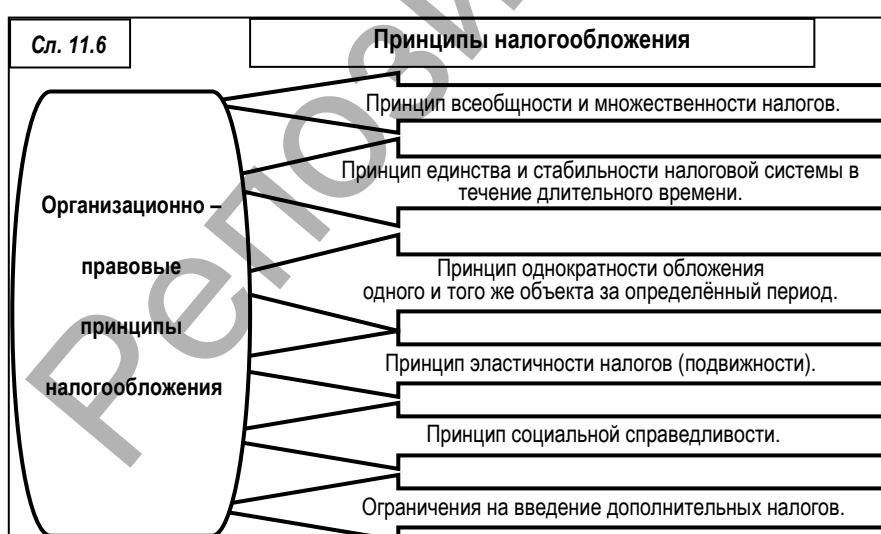 Сл. 11.6
Принципы налогообложения
Организационно –
правовые
принципы
налогообложения
Принцип всеобщности и множественности налогов.
Принцип единства и стабильности налоговой системы в
течение длительного времени.
Принцип однократности обложения
одного и того же объекта за определённый период.
Принцип эластичности налогов (подвижности).
Принцип социальной справедливости.
Ограничения на введение дополнительных налогов.
Репози